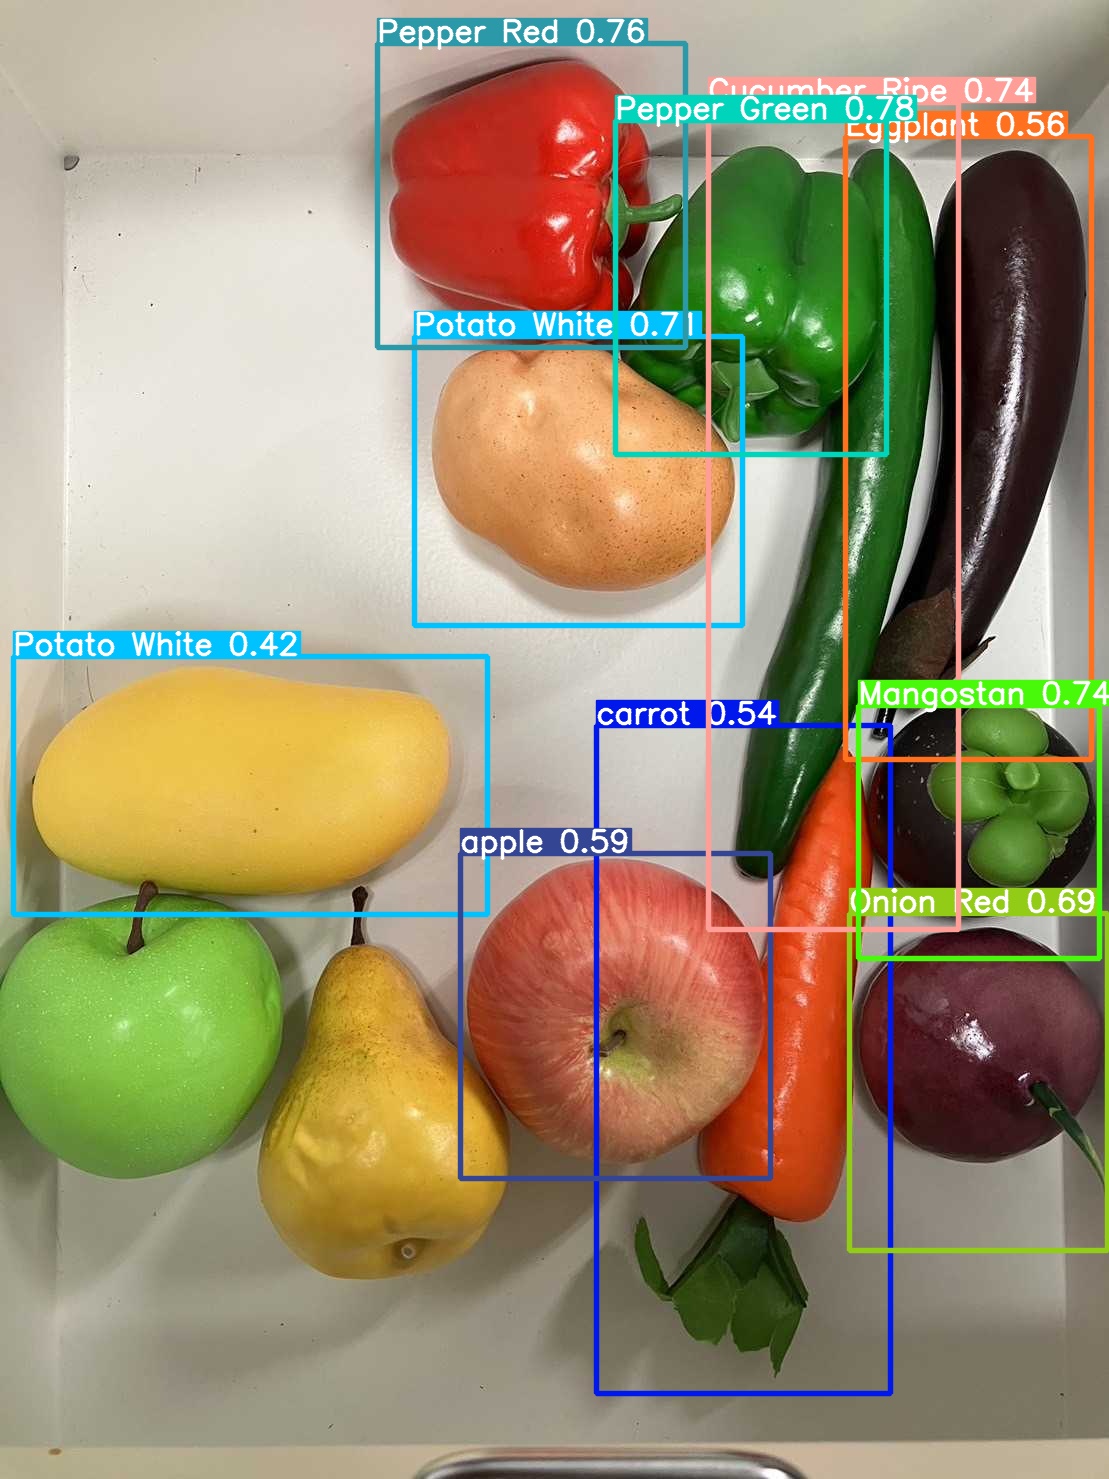 Pepper Red 0.76
Cucumber Ripe 0.74
Pepper Green 0.78
Eggplant 0.56
Potato White 0.71
Potato White 0.42
Mangostan 0.74
carrot 0.54
apple 0.59
Onion Red 0.69